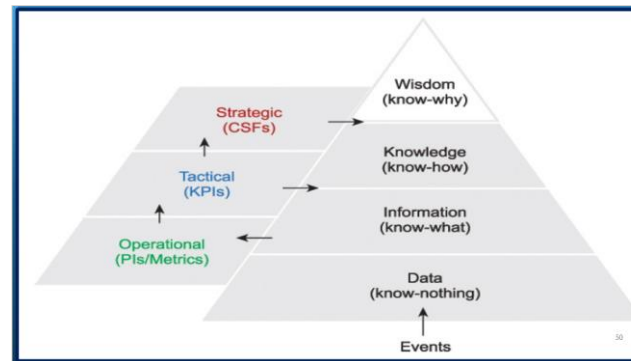 Wisdom
(know-why)
Strategic
(CSFs)
Knowledge
(know-how)
Tactical
(KPIs)
Information
(know-what)
Operational
(PIs/Metrics)
Data
(know-nothing)
Events
50